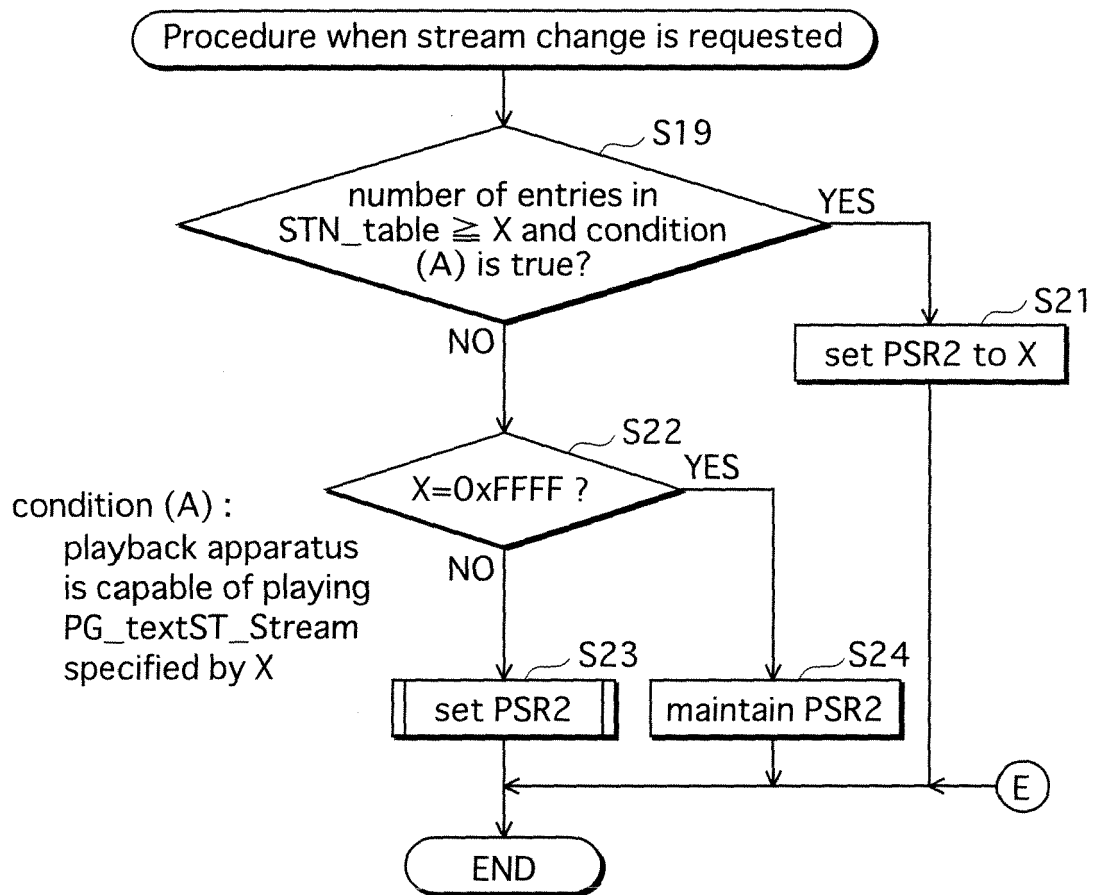 Procedure when stream change is requested
S19
number of entries in
STN_table ≧ X and condition
(A) is true?
YES
NO
S21
set PSR2 to X
S22
X=0xFFFF ?
YES
NO
condition (A) :
playback apparatus
is capable of playing
PG_textST_Stream
specified by X
S23
set PSR2
S24
maintain PSR2
E
END